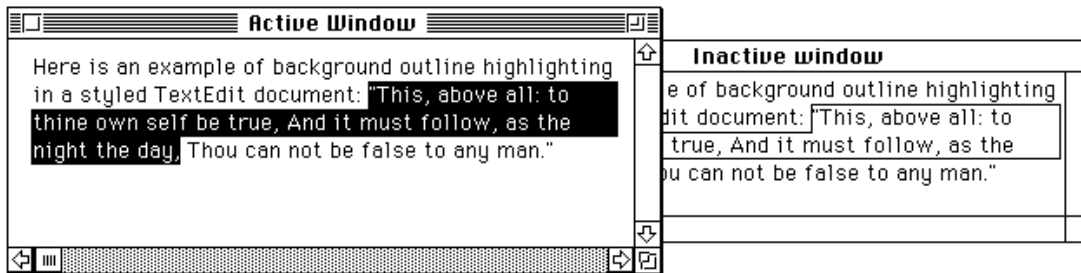 Active Window
Here is an example of background outline highlighting
in a styled TextEdit document: "This, above all: to
thine own self be true, And it must follow, as the
night the day, Thou can not be false to any man."
Inactive window
e of background outline highlighting
dit document: "This, above all: to
true, And it must follow, as the
ou can not be false to any man."